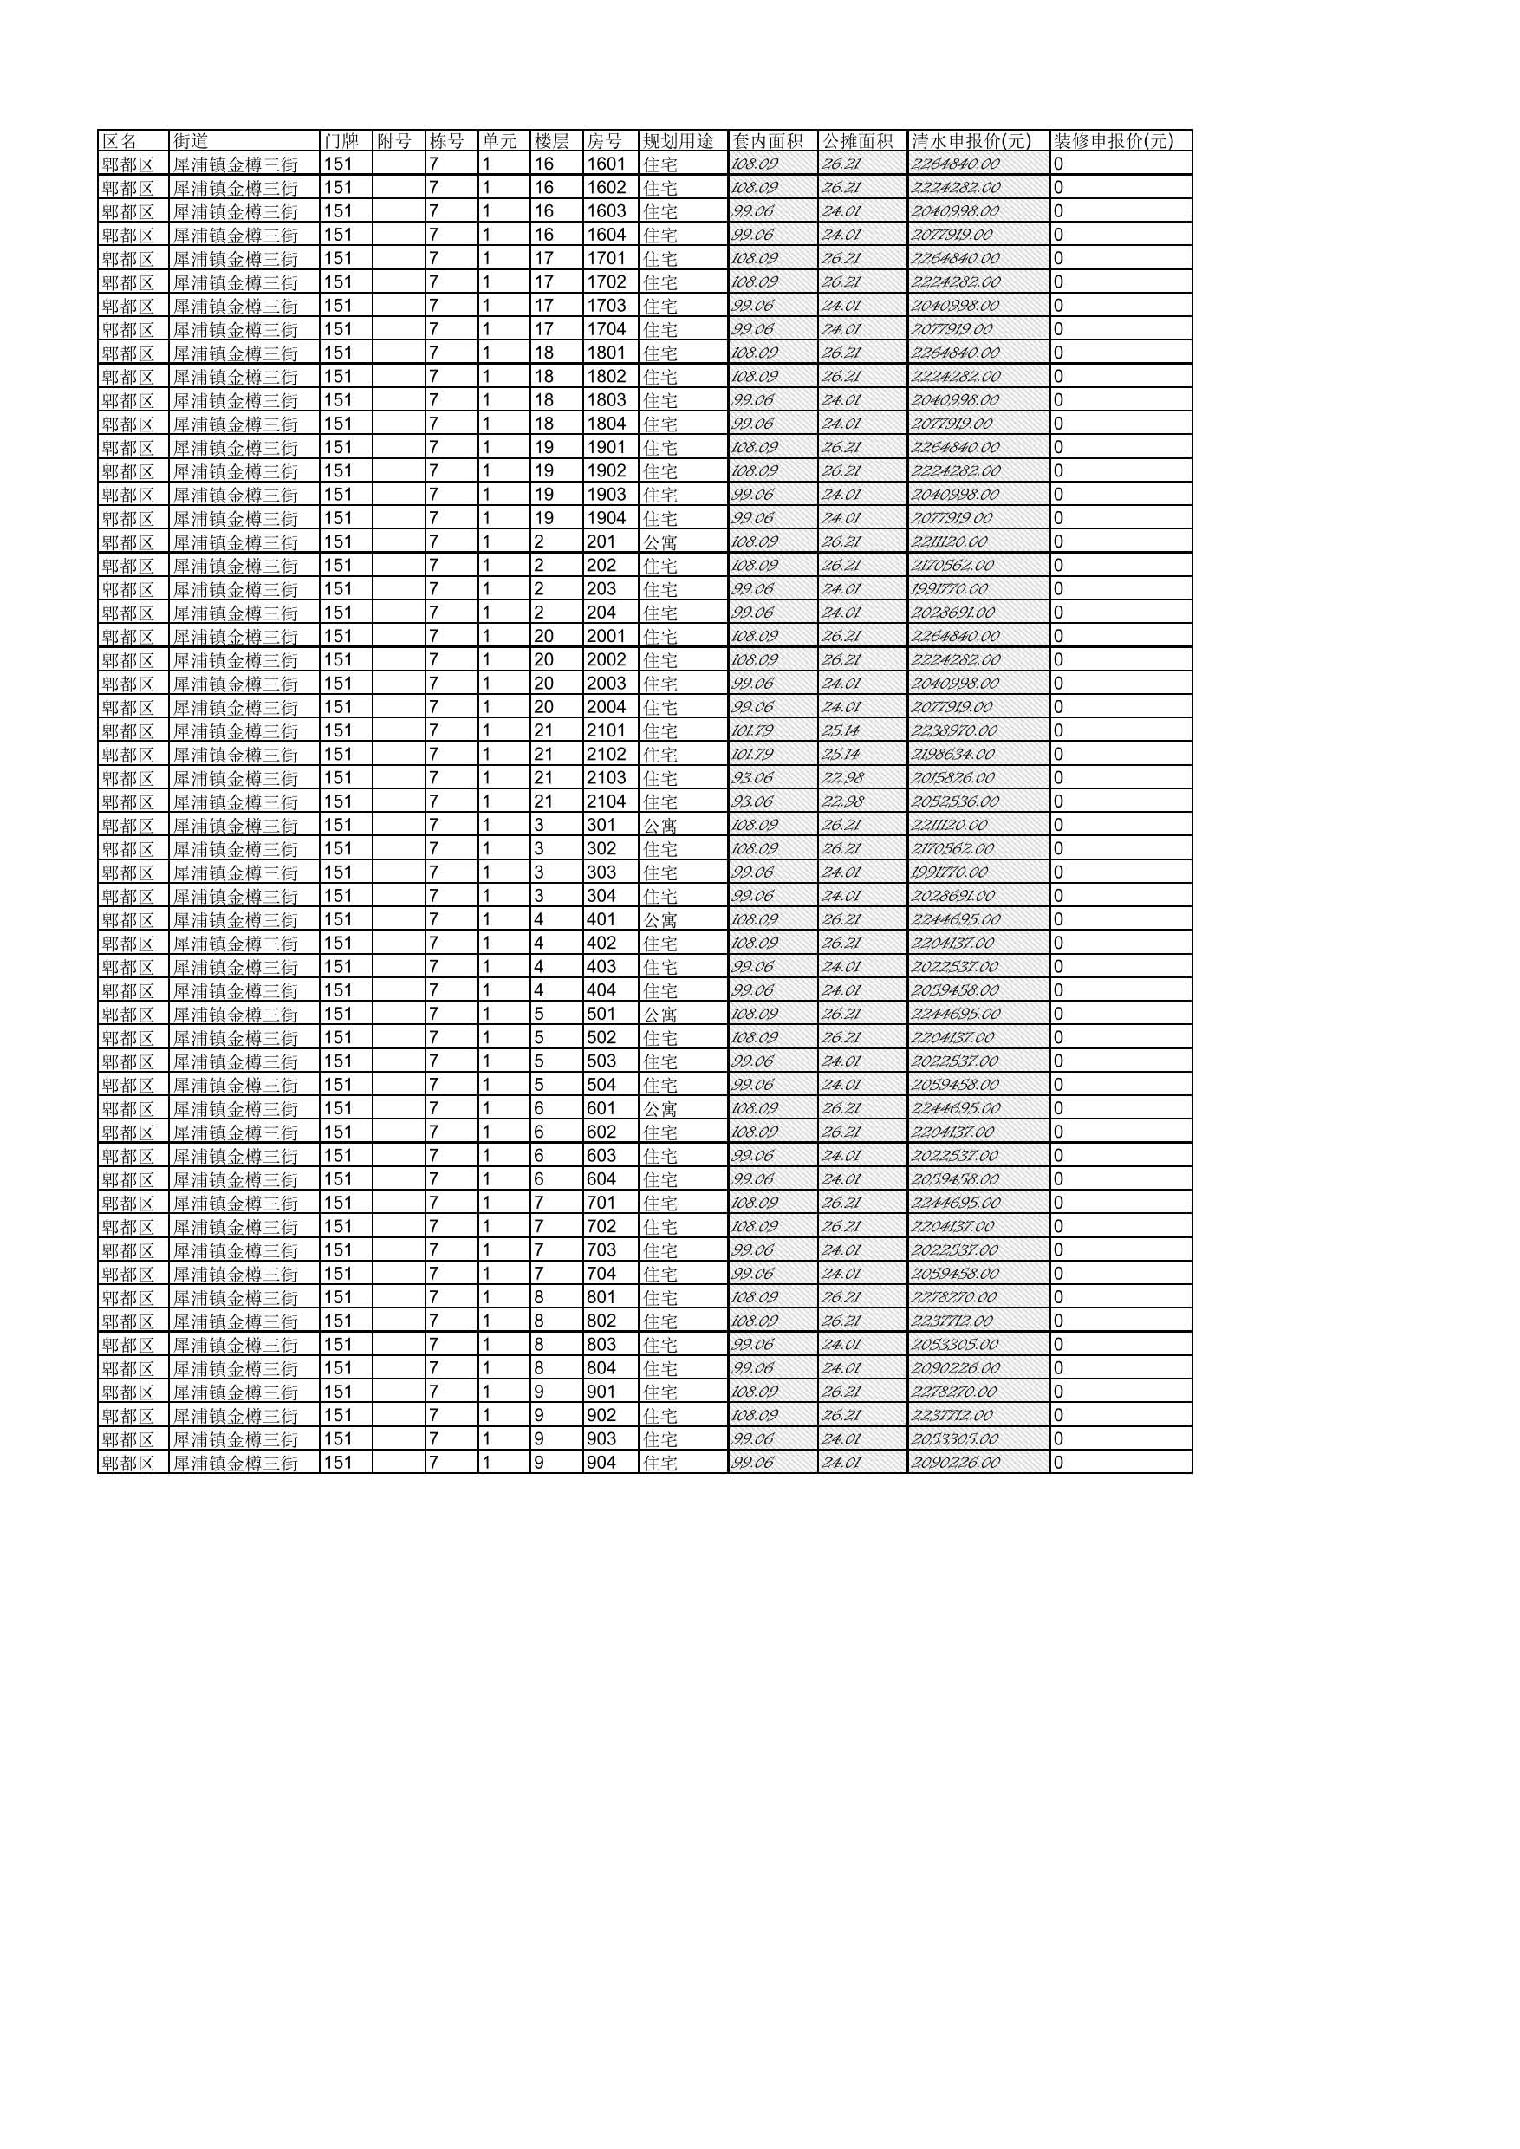 区名 街道 门牌 附号 栋号 单元 楼层 房号 规划用途 套内面积 公摊面积 清水申报价(元) 装修申报价(元)
郫都区 犀浦镇金樽三街 151 7 1 16 1601 住宅 108.09 26.21 2264840.00 0
郫都区 犀浦镇金樽三街 151 7 1 16 1602 住宅 108.09 26.21 2224282.00 0
郫都区 犀浦镇金樽三街 151 7 1 16 1603 住宅 99.06 24.01 2040998.00 0
郫都区 犀浦镇金樽三街 151 7 1 16 1604 住宅 99.06 24.01 2077919.00 0
郫都区 犀浦镇金樽三街 151 7 1 17 1701 住宅 108.09 26.21 2264840.00 0
郫都区 犀浦镇金樽三街 151 7 1 17 1702 住宅 108.09 26.21 2224282.00 0
郫都区 犀浦镇金樽三街 151 7 1 17 1703 住宅 99.06 24.01 2040998.00 0
郫都区 犀浦镇金樽三街 151 7 1 17 1704 住宅 99.06 24.01 2077919.00 0
郫都区 犀浦镇金樽三街 151 7 1 18 1801 住宅 108.09 26.21 2264840.00 0
郫都区 犀浦镇金樽三街 151 7 1 18 1802 住宅 108.09 26.21 2224282.00 0
郫都区 犀浦镇金樽三街 151 7 1 18 1803 住宅 99.06 24.01 2040998.00 0
郫都区 犀浦镇金樽三街 151 7 1 18 1804 住宅 99.06 24.01 2077919.00 0
郫都区 犀浦镇金樽三街 151 7 1 19 1901 住宅 108.09 26.21 2264840.00 0
郫都区 犀浦镇金樽三街 151 7 1 19 1902 住宅 108.09 26.21 2224282.00 0
郫都区 犀浦镇金樽三街 151 7 1 19 1903 住宅 99.06 24.01 2040998.00 0
郫都区 犀浦镇金樽三街 151 7 1 19 1904 住宅 99.06 24.01 2077919.00 0
郫都区 犀浦镇金樽三街 151 7 1 2 201 公寓 108.09 26.21 2211120.00 0
郫都区 犀浦镇金樽三街 151 7 1 2 202 住宅 108.09 26.21 2170562.00 0
郫都区 犀浦镇金樽三街 151 7 1 2 203 住宅 99.06 24.01 1991770.00 0
郫都区 犀浦镇金樽三街 151 7 1 2 204 住宅 99.06 24.01 2028691.00 0
郫都区 犀浦镇金樽三街 151 7 1 20 2001 住宅 108.09 26.21 2264840.00 0
郫都区 犀浦镇金樽三街 151 7 1 20 2002 住宅 108.09 26.21 2224282.00 0
郫都区 犀浦镇金樽三街 151 7 1 20 2003 住宅 99.06 24.01 2040998.00 0
郫都区 犀浦镇金樽三街 151 7 1 20 2004 住宅 99.06 24.01 2077919.00 0
郫都区 犀浦镇金樽三街 151 7 1 21 2101 住宅 101.79 25.14 2238970.00 0
郫都区 犀浦镇金樽三街 151 7 1 21 2102 住宅 101.79 25.14 2198634.00 0
郫都区 犀浦镇金樽三街 151 7 1 21 2103 住宅 93.06 22.98 2015826.00 0
郫都区 犀浦镇金樽三街 151 7 1 21 2104 住宅 93.06 22.98 2052536.00 0
郫都区 犀浦镇金樽三街 151 7 1 3 301 公寓 108.09 26.21 2211120.00 0
郫都区 犀浦镇金樽三街 151 7 1 3 302 住宅 108.09 26.21 2170562.00 0
郫都区 犀浦镇金樽三街 151 7 1 3 303 住宅 99.06 24.01 1991770.00 0
郫都区 犀浦镇金樽三街 151 7 1 3 304 住宅 99.06 24.01 2028691.00 0
郫都区 犀浦镇金樽三街 151 7 1 4 401 公寓 108.09 26.21 2244695.00 0
郫都区 犀浦镇金樽三街 151 7 1 4 402 住宅 108.09 26.21 2204137.00 0
郫都区 犀浦镇金樽三街 151 7 1 4 403 住宅 99.06 24.01 2022537.00 0
郫都区 犀浦镇金樽三街 151 7 1 4 404 住宅 99.06 24.01 2059458.00 0
郫都区 犀浦镇金樽三街 151 7 1 5 501 公寓 108.09 26.21 2244695.00 0
郫都区 犀浦镇金樽三街 151 7 1 5 502 住宅 108.09 26.21 2204137.00 0
郫都区 犀浦镇金樽三街 151 7 1 5 503 住宅 99.06 24.01 2022537.00 0
郫都区 犀浦镇金樽三街 151 7 1 5 504 住宅 99.06 24.01 2059458.00 0
郫都区 犀浦镇金樽三街 151 7 1 6 601 公寓 108.09 26.21 2244695.00 0
郫都区 犀浦镇金樽三街 151 7 1 6 602 住宅 108.09 26.21 2204137.00 0
郫都区 犀浦镇金樽三街 151 7 1 6 603 住宅 99.06 24.01 2022537.00 0
郫都区 犀浦镇金樽三街 151 7 1 6 604 住宅 99.06 24.01 2059458.00 0
郫都区 犀浦镇金樽三街 151 7 1 7 701 住宅 108.09 26.21 2244695.00 0
郫都区 犀浦镇金樽三街 151 7 1 7 702 住宅 108.09 26.21 2204137.00 0
郫都区 犀浦镇金樽三街 151 7 1 7 703 住宅 99.06 24.01 2022537.00 0
郫都区 犀浦镇金樽三街 151 7 1 7 704 住宅 99.06 24.01 2059458.00 0
郫都区 犀浦镇金樽三街 151 7 1 8 801 住宅 108.09 26.21 2278270.00 0
郫都区 犀浦镇金樽三街 151 7 1 8 802 住宅 108.09 26.21 2237712.00 0
郫都区 犀浦镇金樽三街 151 7 1 8 803 住宅 99.06 24.01 2053305.00 0
郫都区 犀浦镇金樽三街 151 7 1 8 804 住宅 99.06 24.01 2090226.00 0
郫都区 犀浦镇金樽三街 151 7 1 9 901 住宅 108.09 26.21 2278270.00 0
郫都区 犀浦镇金樽三街 151 7 1 9 902 住宅 108.09 26.21 2237712.00 0
郫都区 犀浦镇金樽三街 151 7 1 9 903 住宅 99.06 24.01 2053305.00 0
郫都区 犀浦镇金樽三街 151 7 1 9 904 住宅 99.06 24.01 2090226.00 0